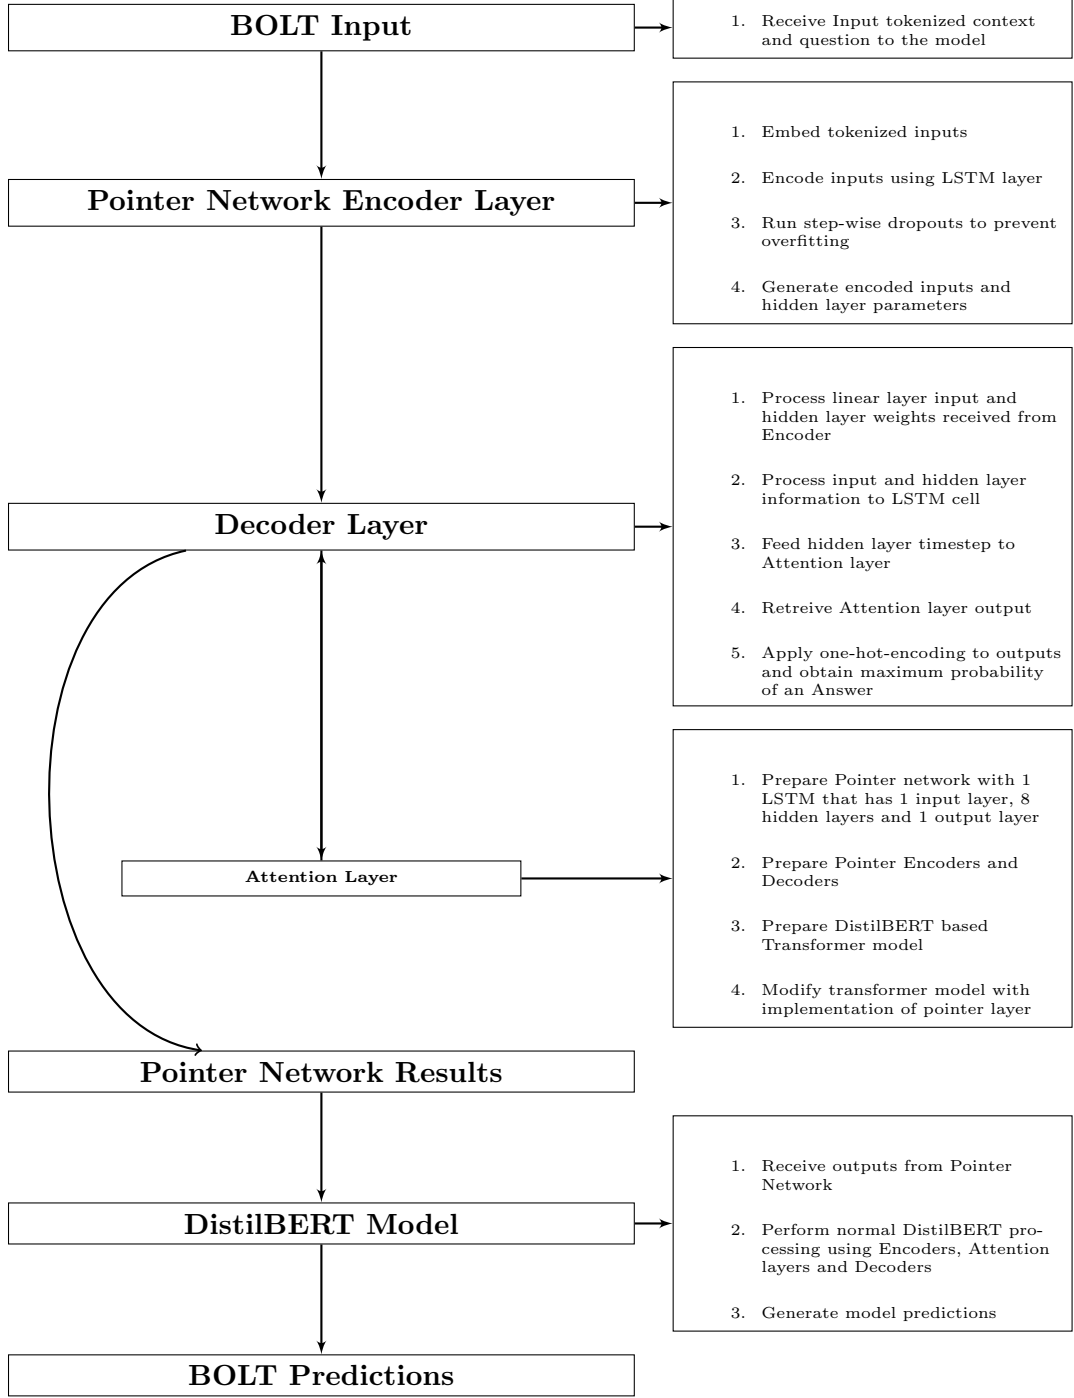 BOLT Input
1. Receive Input tokenized context
and question to the model
Pointer Network Encoder Layer
1. Embed tokenized inputs
2. Encode inputs using LSTM layer
3. Run step-wise dropouts to prevent
overfitting
4. Generate encoded inputs and
hidden layer parameters
Decoder Layer
1. Process linear layer input and
hidden layer weights received from
Encoder
2. Process input and hidden layer
information to LSTM cell
3. Feed hidden layer timestep to
Attention layer
4. Retreive Attention layer output
5. Apply one-hot-encoding to outputs
and obtain maximum probability
of an Answer
Attention Layer
1. Prepare Pointer network with 1
LSTM that has 1 input layer, 8
hidden layers and 1 output layer
2. Prepare Pointer Encoders and
Decoders
3. Prepare DistilBERT based
Transformer model
4. Modify transformer model with
implementation of pointer layer
Pointer Network Results
DistilBERT Model
1. Receive outputs from Pointer
Network
2. Perform normal DistilBERT pro-
cessing using Encoders, Attention
layers and Decoders
3. Generate model predictions
BOLT Predictions